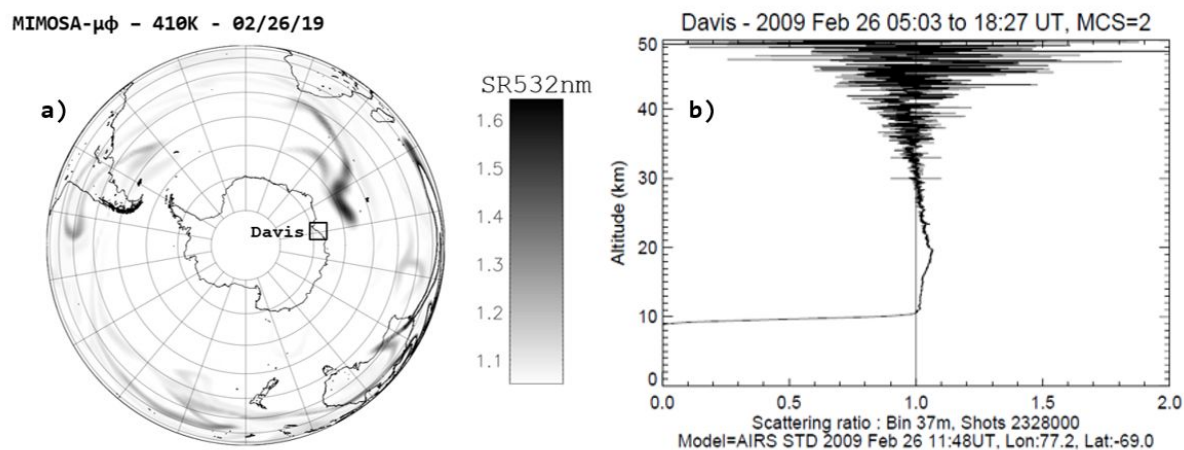 MIMOSA-μϕ – 410K - 02/26/19
a)
Davis
SR532nm
1.6
1.5
1.4
1.3
1.2
1.1
Davis - 2009 Feb 26 05:03 to 18:27 UT, MCS=2
b)
Altitude (km)
50
40
30
20
10
0
0.0 0.5 1.0 1.5 2.0
Scattering ratio : Bin 37m, Shots 2328000
Model=AIRS STD 2009 Feb 26 11:48UT, Lon:77.2, Lat:-69.0